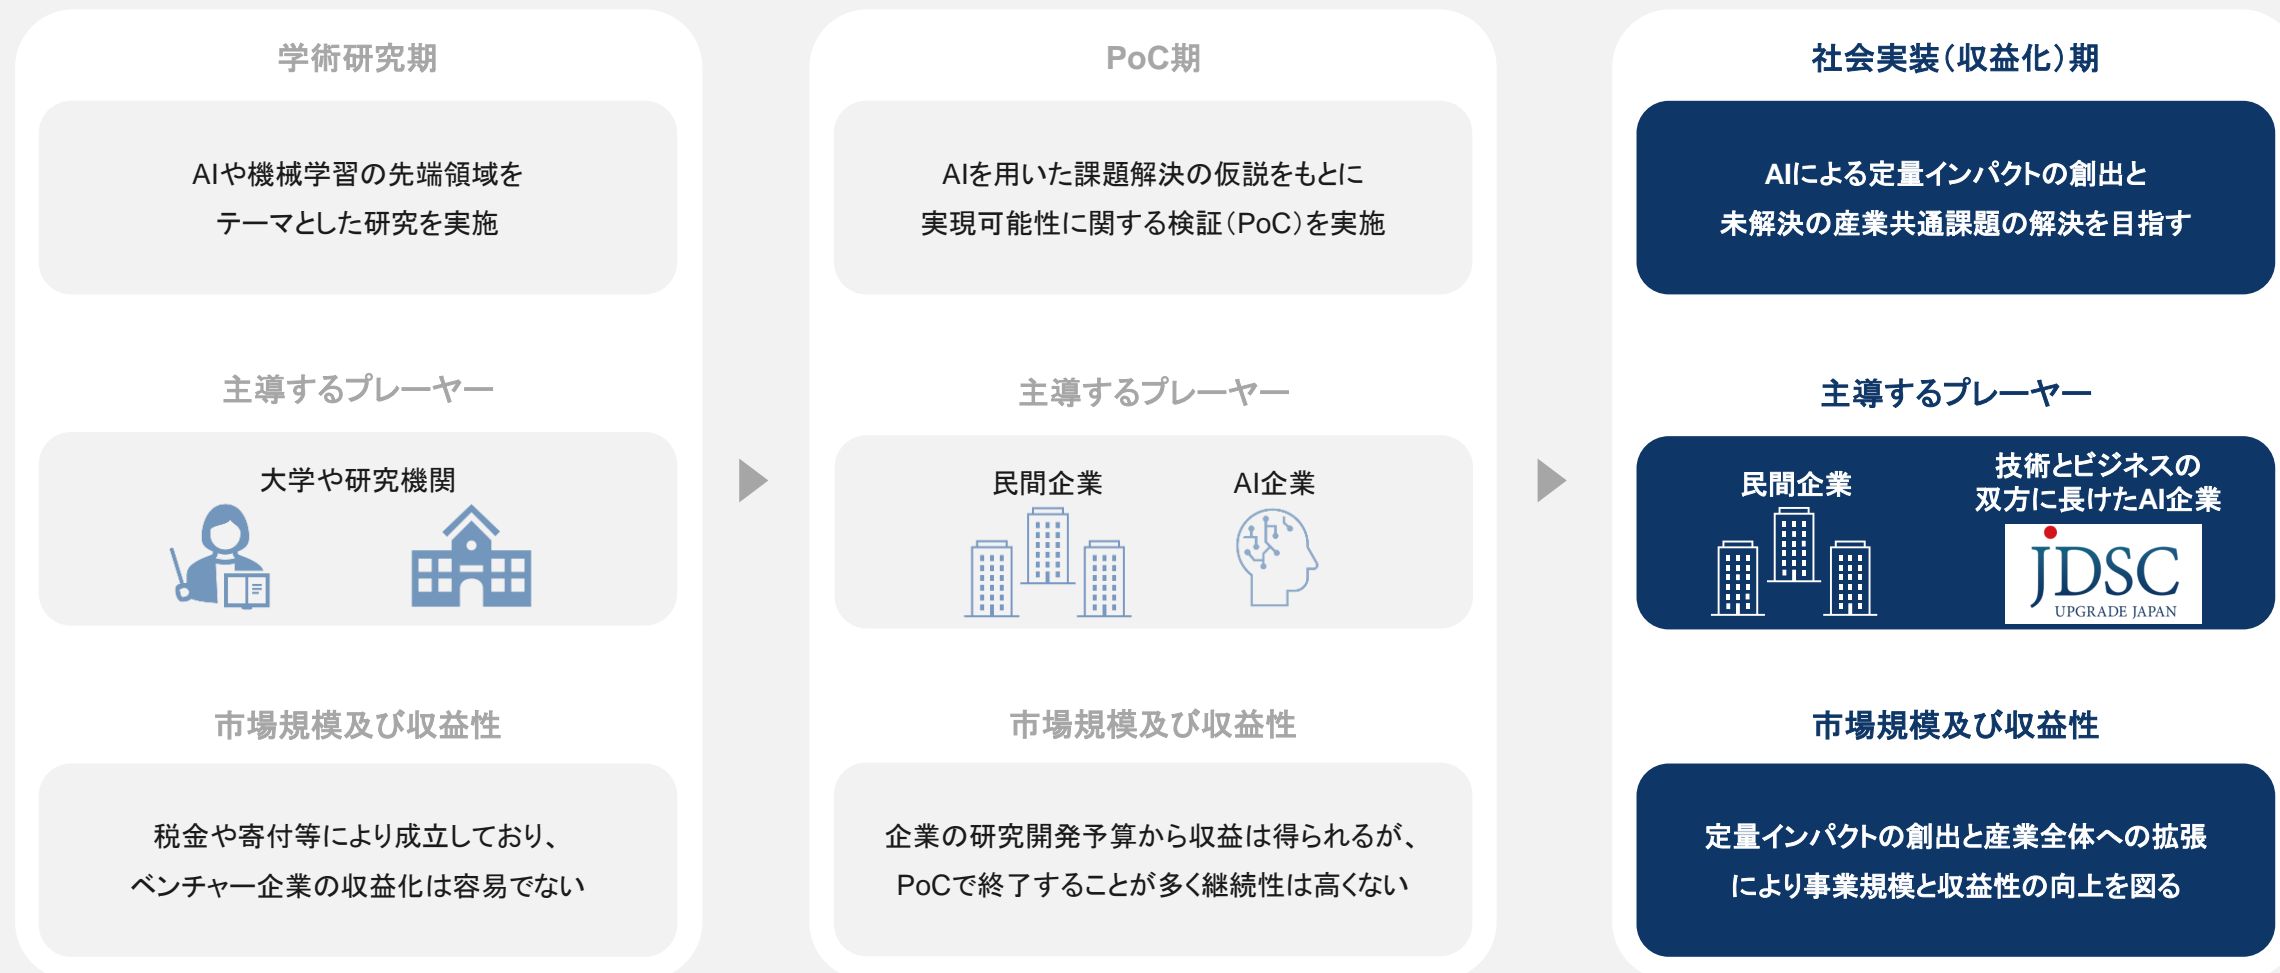 学術研究期
AIや機械学習の先端領域を
テーマとした研究を実施
主導するプレーヤー
大学や研究機関
市場規模及び収益性
税金や寄付等により成立しており、
ベンチャー企業の収益化は容易でない
PoC期
AIを用いた課題解決の仮説をもとに
実現可能性に関する検証（PoC）を実施
主導するプレーヤー
民間企業
AI企業
市場規模及び収益性
企業の研究開発予算から収益は得られるが、
PoCで終了することが多く継続性は高くない
社会実装（収益化）期
AIによる定量インパクトの創出と
未解決の産業共通課題の解決を目指す
主導するプレーヤー
民間企業
技術とビジネスの
双方に長けたAI企業
JDSC
UPGRADE JAPAN
市場規模及び収益性
定量インパクトの創出と産業全体への拡張
により事業規模と収益性の向上を図る